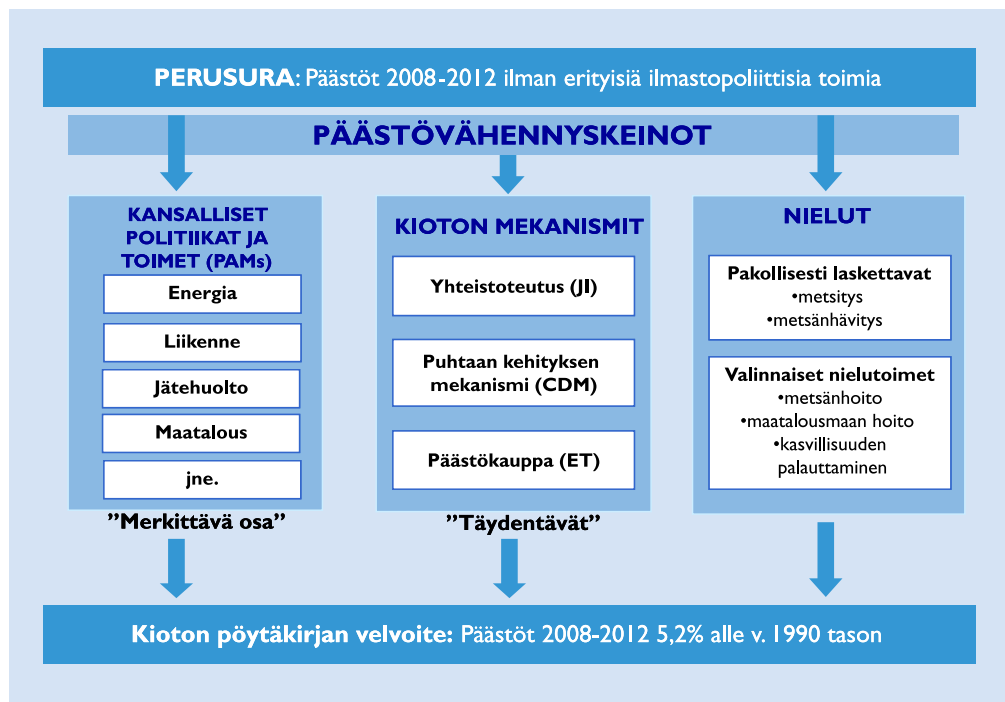 PERUSURA: Päästöt 2008-2012 ilman erityisiä ilmastopoliittisia toimia
PÄÄSTÖVÄHENNYSKEINOT
KANSALLISET
POLITIIKAT JA
TOIMET (PAMs)
Energia
Liikenne
Jätehuolto
Maatalous
jne.
”Merkittävä osa”
KIOTON MEKANISMIT
Yhteistoteutus (JI)
Puhtaan kehityksen
mekanismi (CDM)
Päästökauppa (ET)
”Täydentävät”
NIELUT
Pakollisesti laskettavat
•metsitys
•metsänhävitys
Valinnaiset nielutoimet
•metsänhoito
•maatalousmaan hoito
•kasvillisuuden
palauttaminen
Kioton pöytäkirjan velvoite: Päästöt 2008-2012 5,2% alle v. 1990 tason